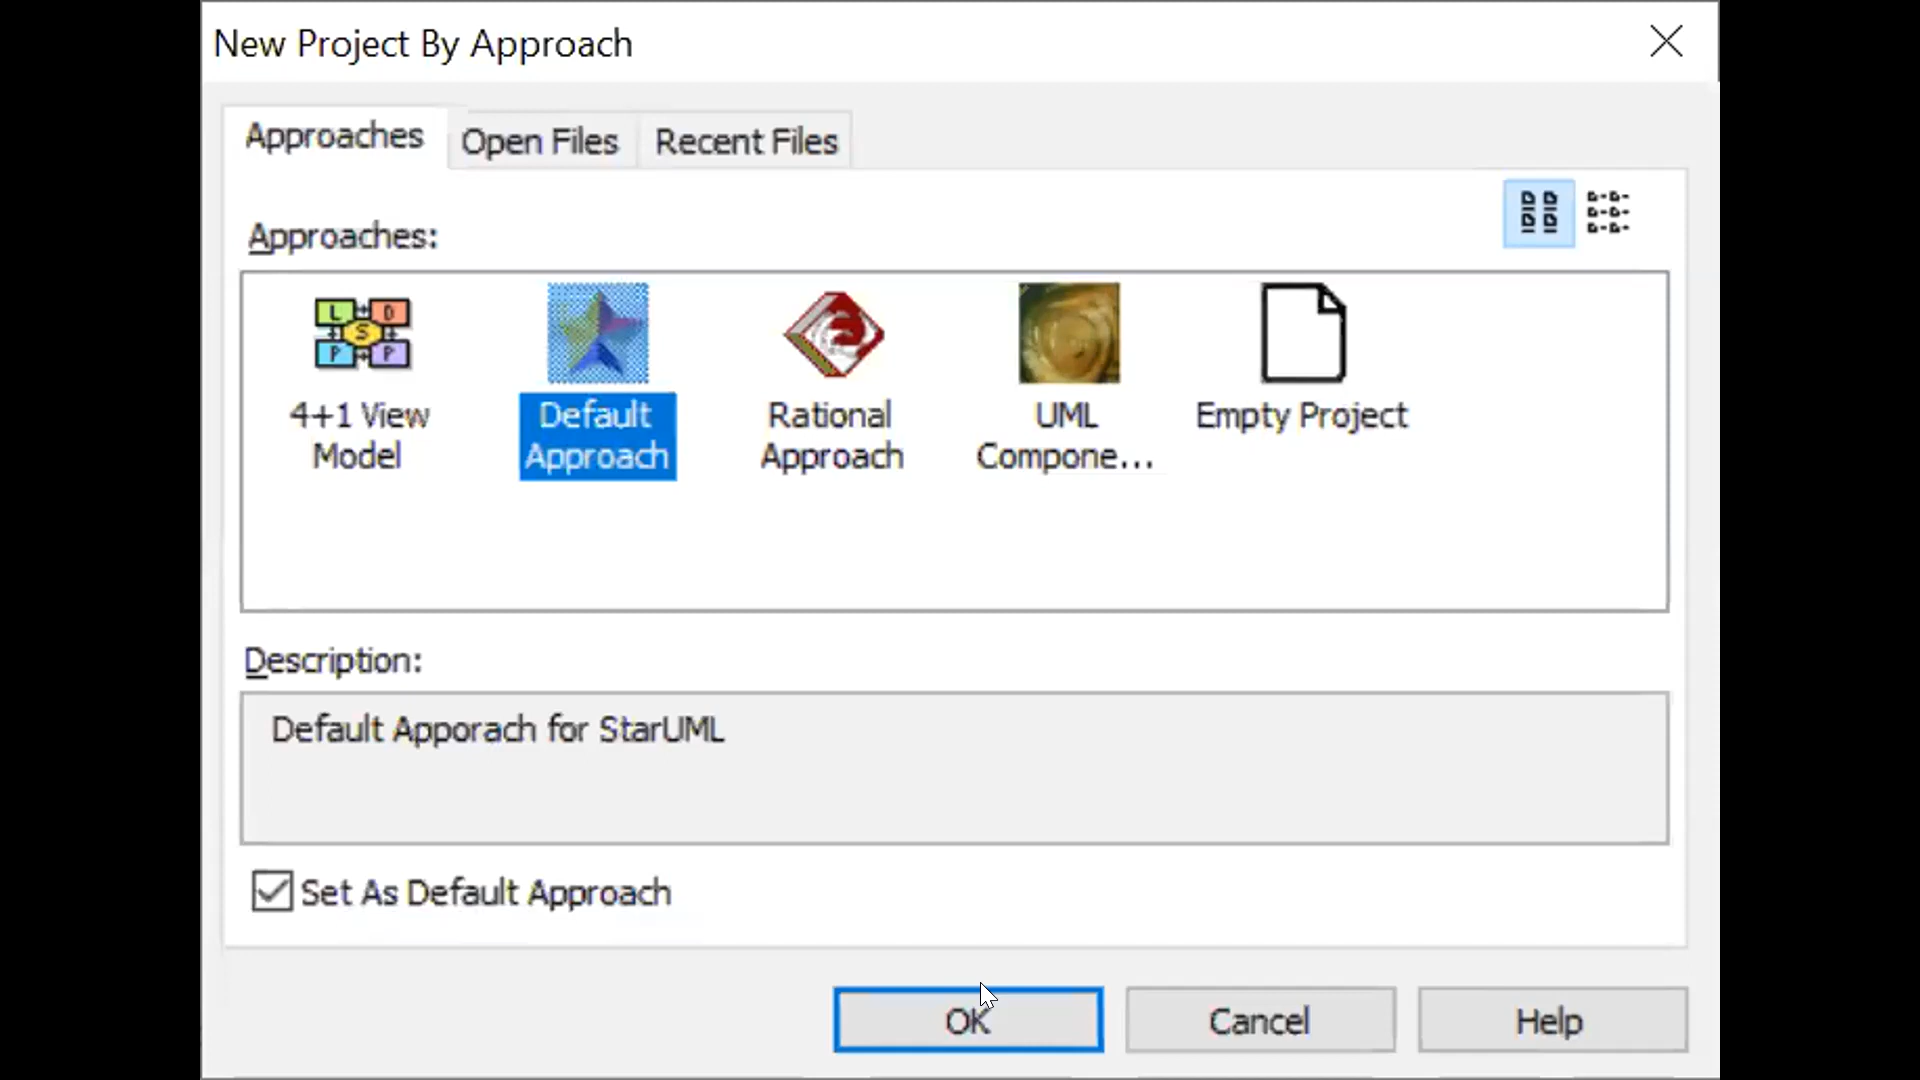 New Project By Approach
Approaches
Open Files
Recent Files
Approaches:
L D
S
P P
4+1 View
Model
Default
Approach
Rational
Approach
UML
Compone...
Empty Project
Description:
Default Apporach for StarUML
Set As Default Approach
OK
Cancel
Help